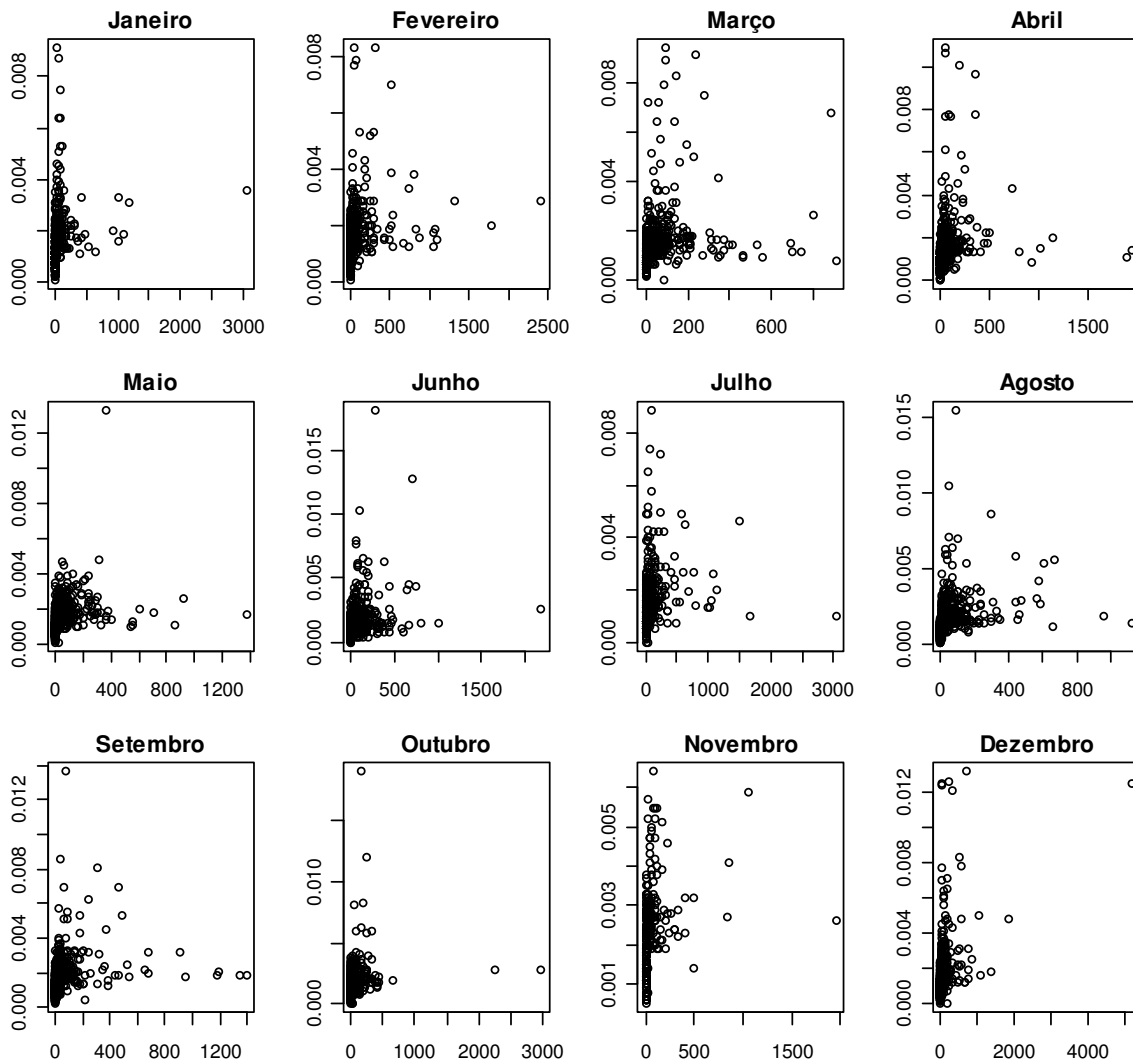 Janeiro Fevereiro Março Abril
0.000 0.004 0.008 0.000 0.004 0.008 0.000 0.004 0.008 0.000 0.004 0.008
0 1000 2000 3000 0 500 1500 2500 0 200 600 0 500 1500
Maio Junho Julho Agosto
0.000 0.004 0.008 0.012 0.000 0.005 0.010 0.015 0.000 0.004 0.008 0.000 0.005 0.010 0.015
0 400 800 1200 0 500 1500 0 1000 2000 3000 0 400 800
Setembro Outubro Novembro Dezembro
0.000 0.004 0.008 0.012 0.000 0.010 0.001 0.003 0.005 0.000 0.004 0.008 0.012
0 400 800 1200 0 1000 2000 3000 0 500 1500 0 2000 4000